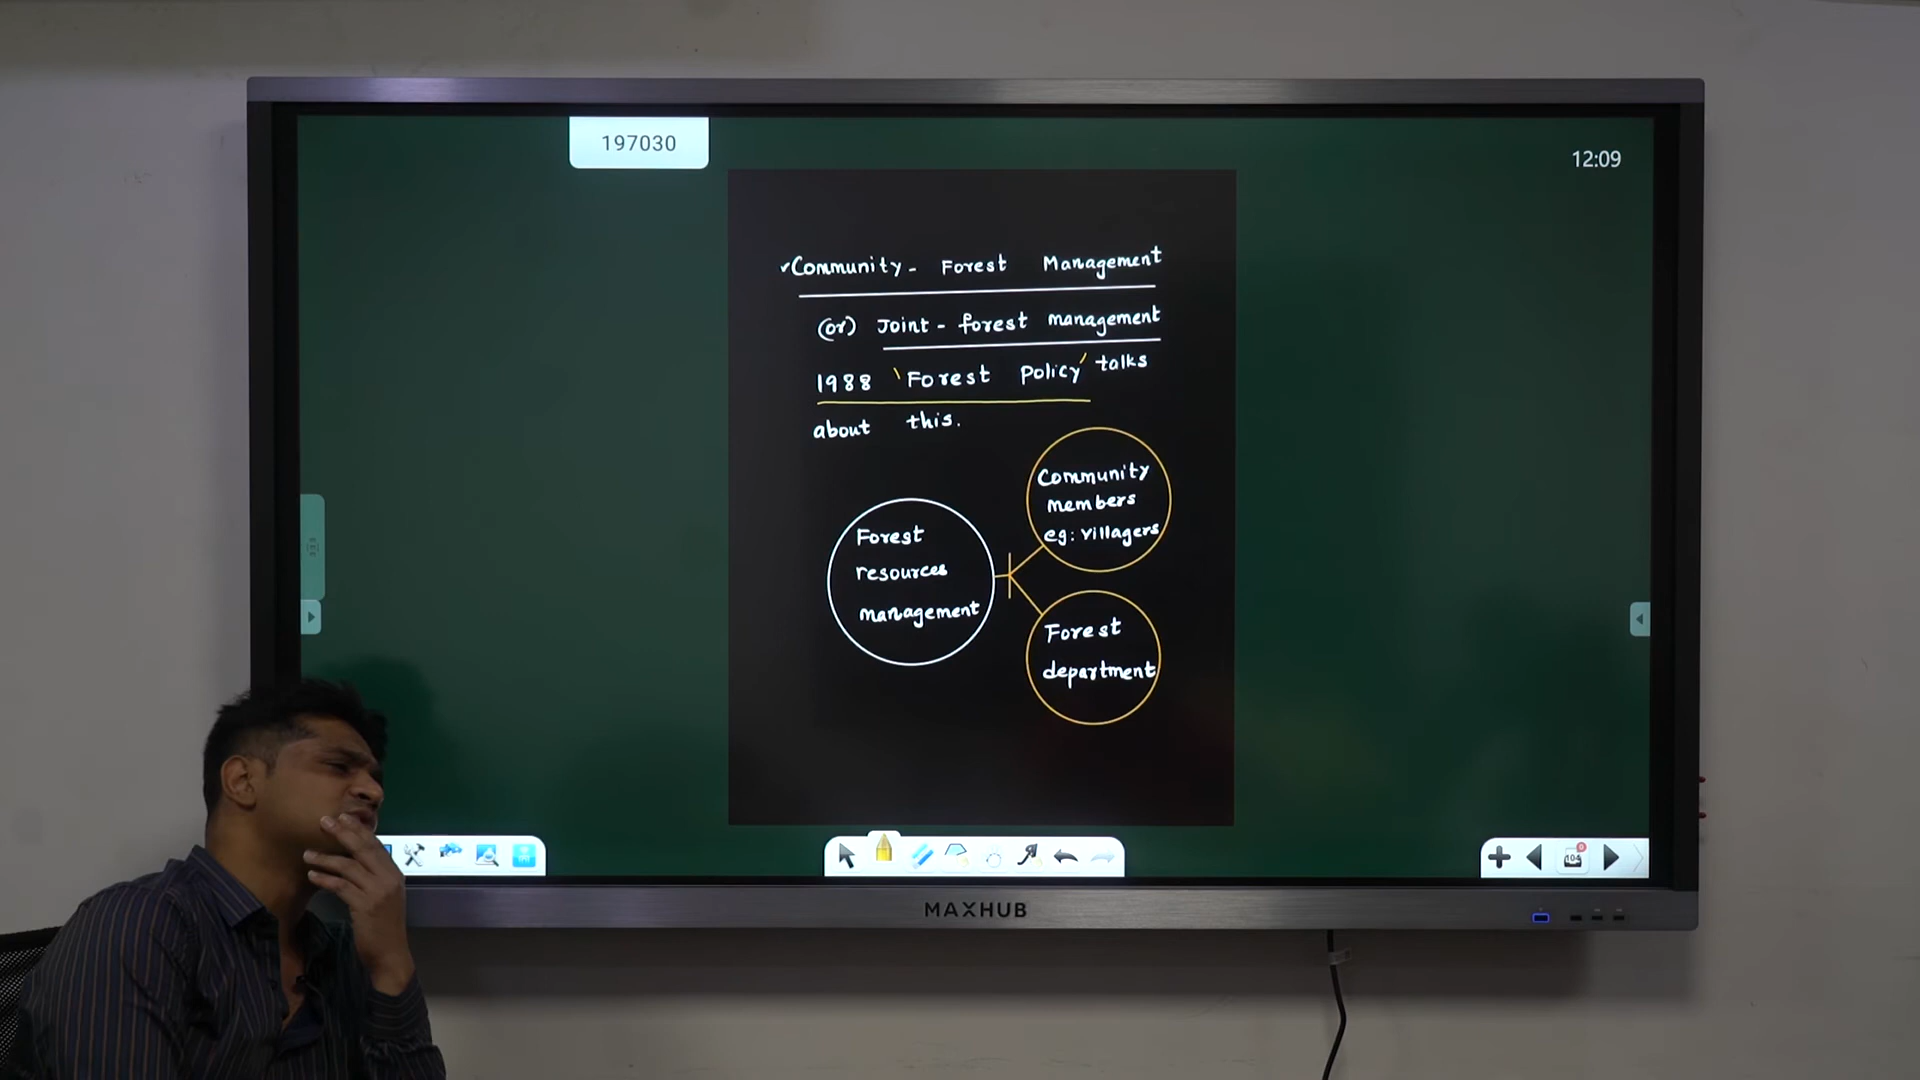 197030
12:09
✓Community - Forest Management
(or) Joint - forest management
1988 'Forest Policy' talks
about this.
Community
members
eg: villagers
Forest
resources
management
Forest
department
104
MAXHUB